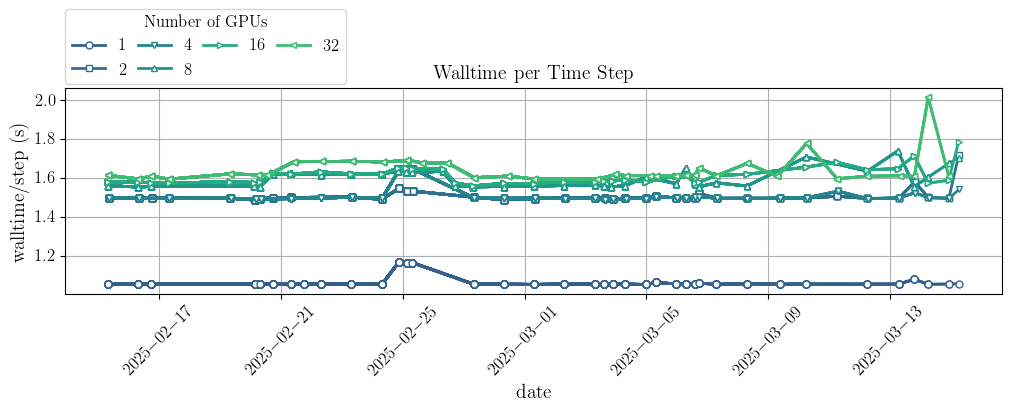 Number of GPUs
1 4 16 32
2 8
Walltime per Time Step
walltime/step (s)
2.0
1.8
1.6
1.4
1.2
2025−02−17 2025−02−21 2025−02−25 2025−03−01 2025−03−05 2025−03−09 2025−03−13
date